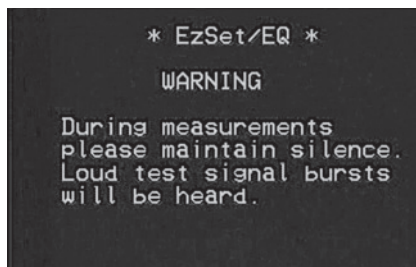 * EzSet/EQ *
WARNING
During measurements
please maintain silence.
Loud test signal bursts
will be heard.